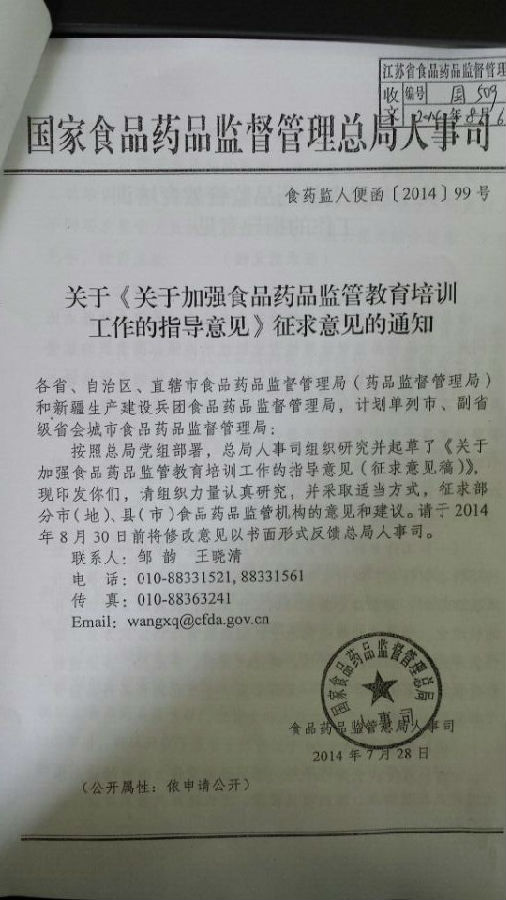 江苏省食品药品监督管理
收 编号 国 509
文 2014年8月6
国家食品药品监督管理总局人事司
食药监人便函〔2014〕99号
关于《关于加强食品药品监管教育培训
工作的指导意见》征求意见的通知
各省、自治区、直辖市食品药品监督管理局(药品监督管理局)
和新疆生产建设兵团食品药品监督管理局,计划单列市、副省
级省会城市食品药品监督管理局:
按照总局党组部署,总局人事司组织研究并起草了《关于
加强食品药品监管教育培训工作的指导意见(征求意见稿)》,
现印发你们,请组织力量认真研究,并采取适当方式,征求部
分市(地)、县(市)食品药品监管机构的意见和建议。请于2014
年8月30日前将修改意见以书面形式反馈总局人事司。
联系人:邹 韵 王晓清
电 话:010-88331521, 88331561
传 真:010-88363241
Email: wangxq@cfda.gov.cn
国家食品药品监督管理总局
人事司
食品药品监管总局人事司
2014年7月28日
(公开属性:依申请公开)